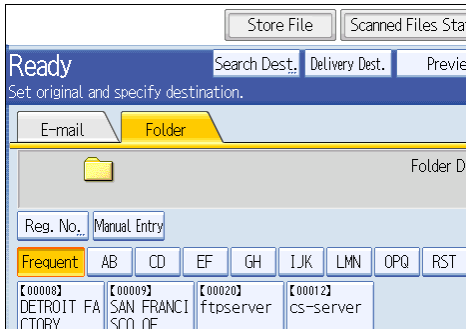 Store File Scanned Files Sta
Ready Search Dest. Delivery Dest. Previe
Set original and specify destination.
E-mail Folder
Folder D
Reg. No. Manual Entry
Frequent AB CD EF GH IJK LMN OPQ RST
【00008】 【00009】 【00020】 【00012】
DETROIT FA SAN FRANCI ftpserver cs-server
CTORY SCO OF